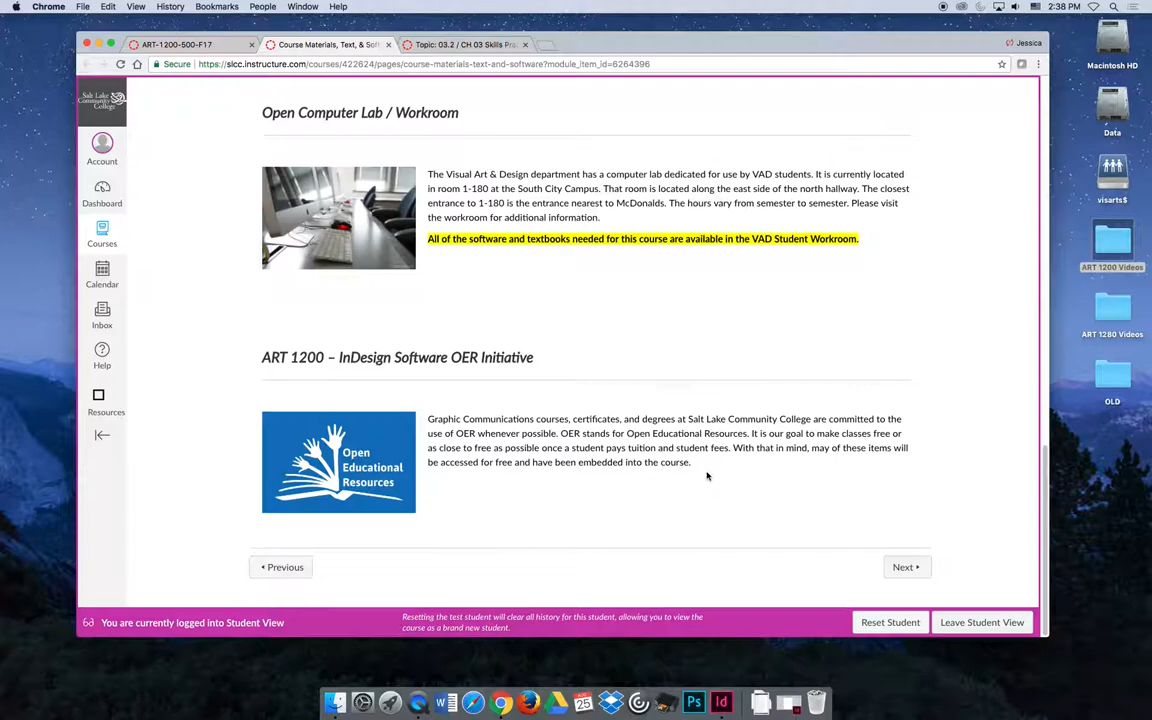 Chrome File Edit View History Bookmarks People Window Help 2:38 PM
ART-1200-500-F17
Course Materials, Text, & Sof
Topic: 03.2 / CH 03 Skills Pra
Jessica
Secure https://slcc.instructure.com/courses/422624/pages/course-materials-text-and-software?module_item_id=6264396
Salt Lake
Community
College
Account
Dashboard
Courses
Calendar
Inbox
Help
Resources
Open Computer Lab / Workroom
The Visual Art & Design department has a computer lab dedicated for use by VAD students. It is currently located
in room 1-180 at the South City Campus. That room is located along the east side of the north hallway. The closest
entrance to 1-180 is the entrance nearest to McDonalds. The hours vary from semester to semester. Please visit
the workroom for additional information.
All of the software and textbooks needed for this course are available in the VAD Student Workroom.
ART 1200 – InDesign Software OER Initiative
Open
Educational
Resources
Graphic Communications courses, certificates, and degrees at Salt Lake Community College are committed to the
use of OER whenever possible. OER stands for Open Educational Resources. It is our goal to make classes free or
as close to free as possible once a student pays tuition and student fees. With that in mind, may of these items will
be accessed for free and have been embedded into the course.
Previous
Next
You are currently logged into Student View
Resetting the test student will clear all history for this student, allowing you to view the
course as a brand new student.
Reset Student
Leave Student View
Macintosh HD
Data
visarts$
ART 1200 Videos
ART 1280 Videos
OLD
W
AUG
25
Ps
Id